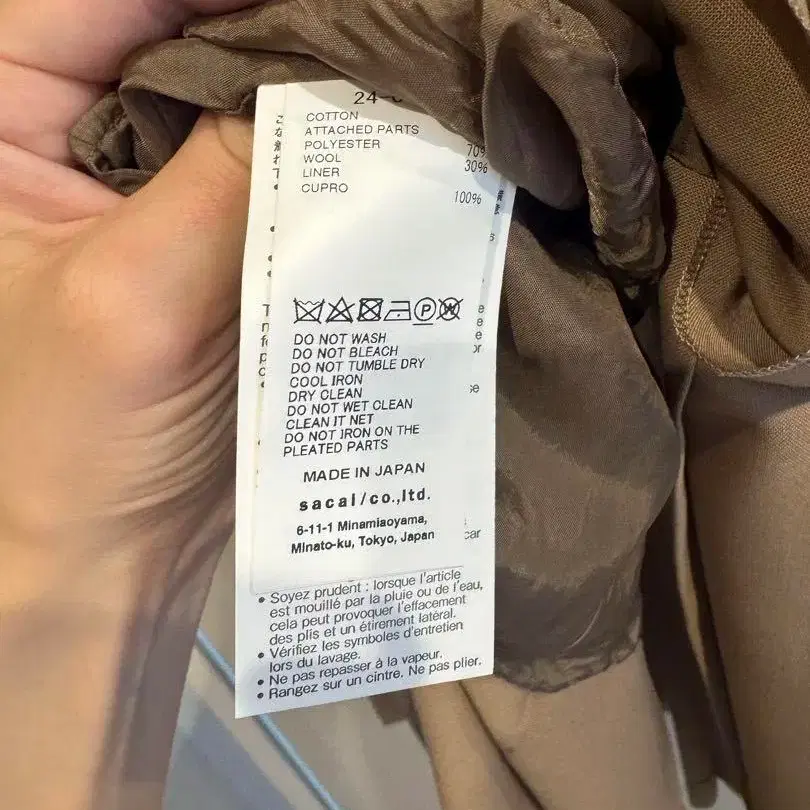 24-
COTTON
ATTACHED PARTS
POLYESTER 70%
WOOL 30%
LINER
CUPRO 100%
DO NOT WASH
DO NOT BLEACH
DO NOT TUMBLE DRY
COOL IRON
DRY CLEAN
DO NOT WET CLEAN
CLEAN IT NET
DO NOT IRON ON THE
PLEATED PARTS
MADE IN JAPAN
sacai/co.,ltd.
6-11-1 Minamiaoyama,
Minato-ku, Tokyo, Japan
• Soyez prudent : lorsque l'article
est mouillé par la pluie ou de l'eau,
cela peut provoquer l'effacement
des plis et un étirement latéral.
• Vérifiez les symboles d'entretien
lors du lavage.
• Ne pas repasser à la vapeur.
• Rangez sur un cintre. Ne pas plier.